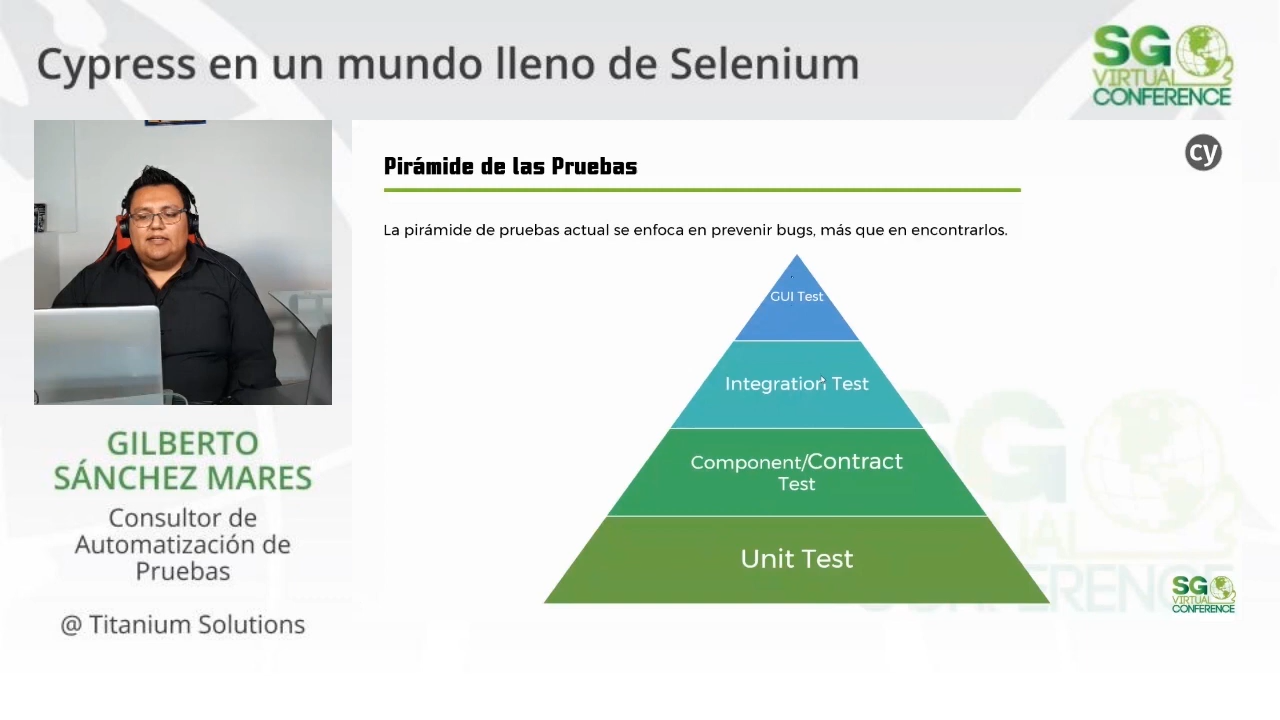 Cypress en un mundo lleno de Selenium
SG
VIRTUAL
CONFERENCE
Pirámide de las Pruebas
cy
La pirámide de pruebas actual se enfoca en prevenir bugs, más que en encontrarlos.
GUI Test
Integration Test
Component/Contract
Test
Unit Test
GILBERTO
SÁNCHEZ MARES
Consultor de
Automatización de
Pruebas
@ Titanium Solutions
SG
VIRTUAL
CONFERENCE